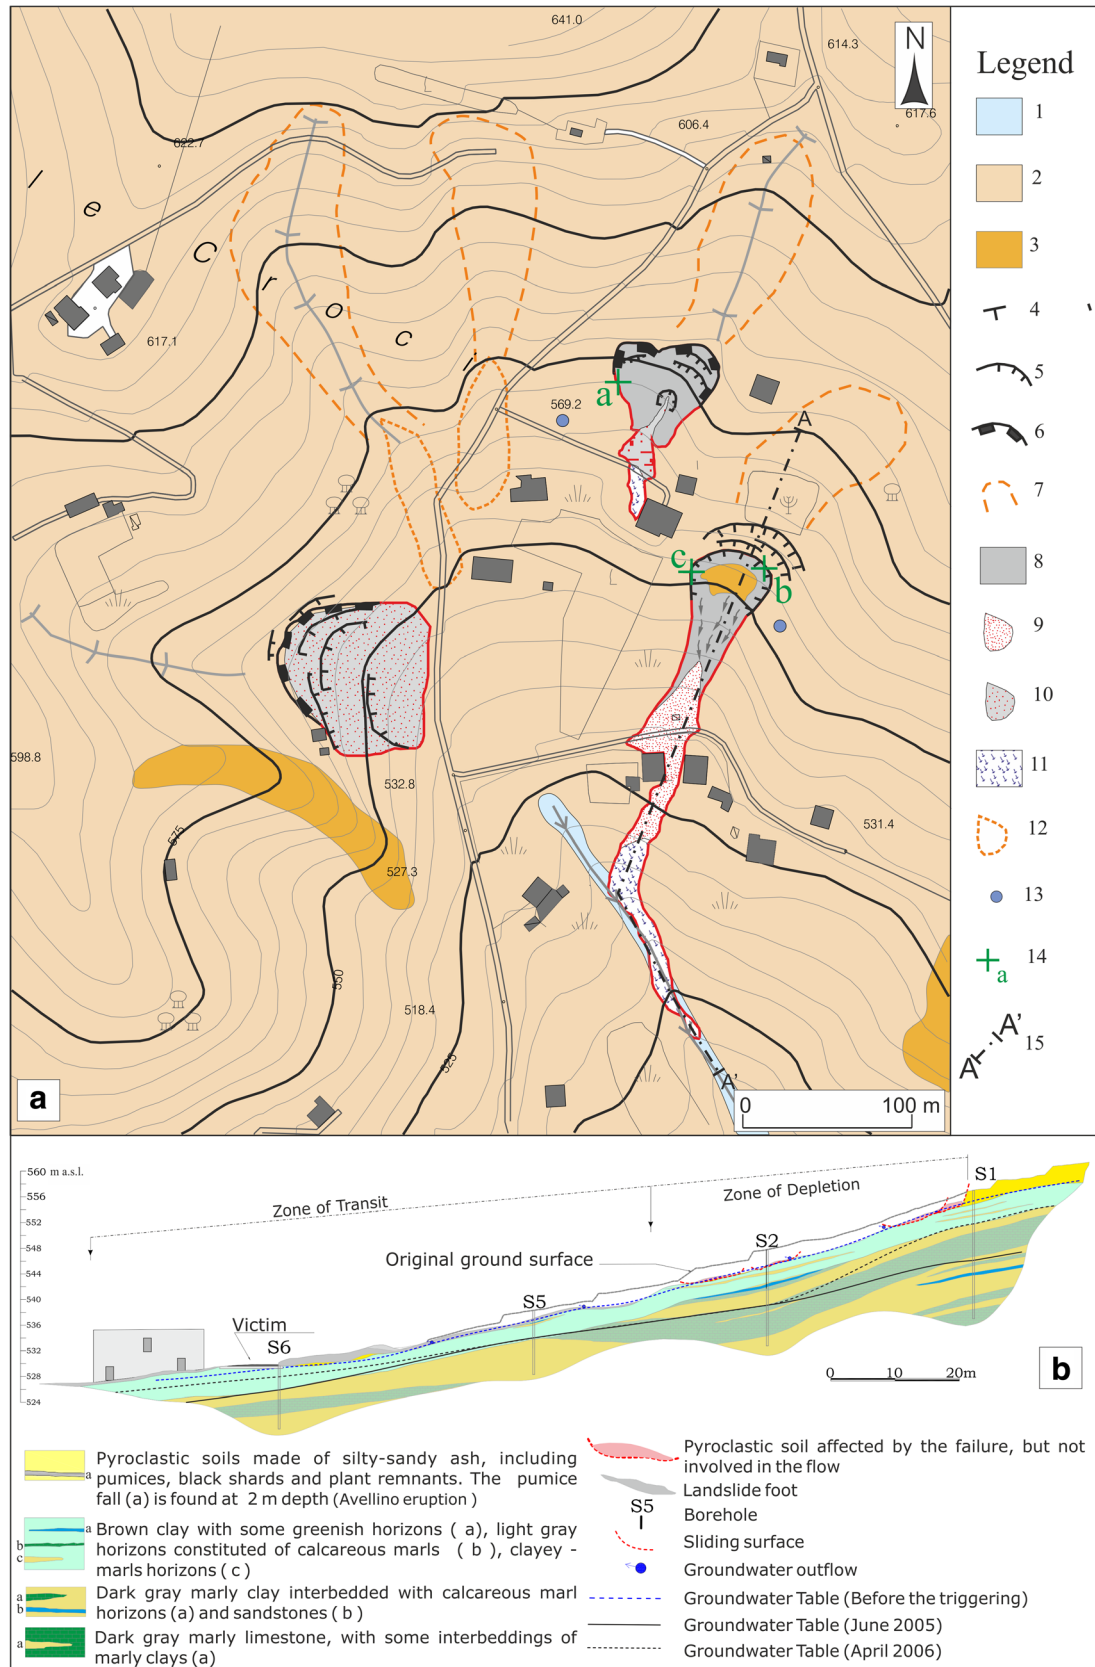 641.0
614.3
N
617.6
606.4
622.7
l e C r o c i
617.1
569.2
a
A
c
b
598.8
532.8
575
527.3
531.4
550
518.4
525
A'
a
0 100 m
Legend
1
2
3
4
5
6
7
8
9
10
11
12
13
14
a
15
A A'
560 m a.s.l.
556
552
548
544
540
536
532
528
524
Zone of Transit
Zone of Depletion
S1
S2
Original ground surface
S5
Victim
S6
0 10 20m
b
a
Pyroclastic soils made of silty-sandy ash, including
pumices, black shards and plant remnants. The pumice
fall (a) is found at 2 m depth (Avellino eruption )
a
b
c
Brown clay with some greenish horizons ( a), light gray
horizons constituted of calcareous marls ( b ), clayey -
marls horizons ( c )
a
b
Dark gray marly clay interbedded with calcareous marl
horizons (a) and sandstones ( b )
a
Dark gray marly limestone, with some interbeddings of
marly clays (a)
Pyroclastic soil affected by the failure, but not
involved in the flow
Landslide foot
S5
Borehole
Sliding surface
Groundwater outflow
Groundwater Table (Before the triggering)
Groundwater Table (June 2005)
Groundwater Table (April 2006)